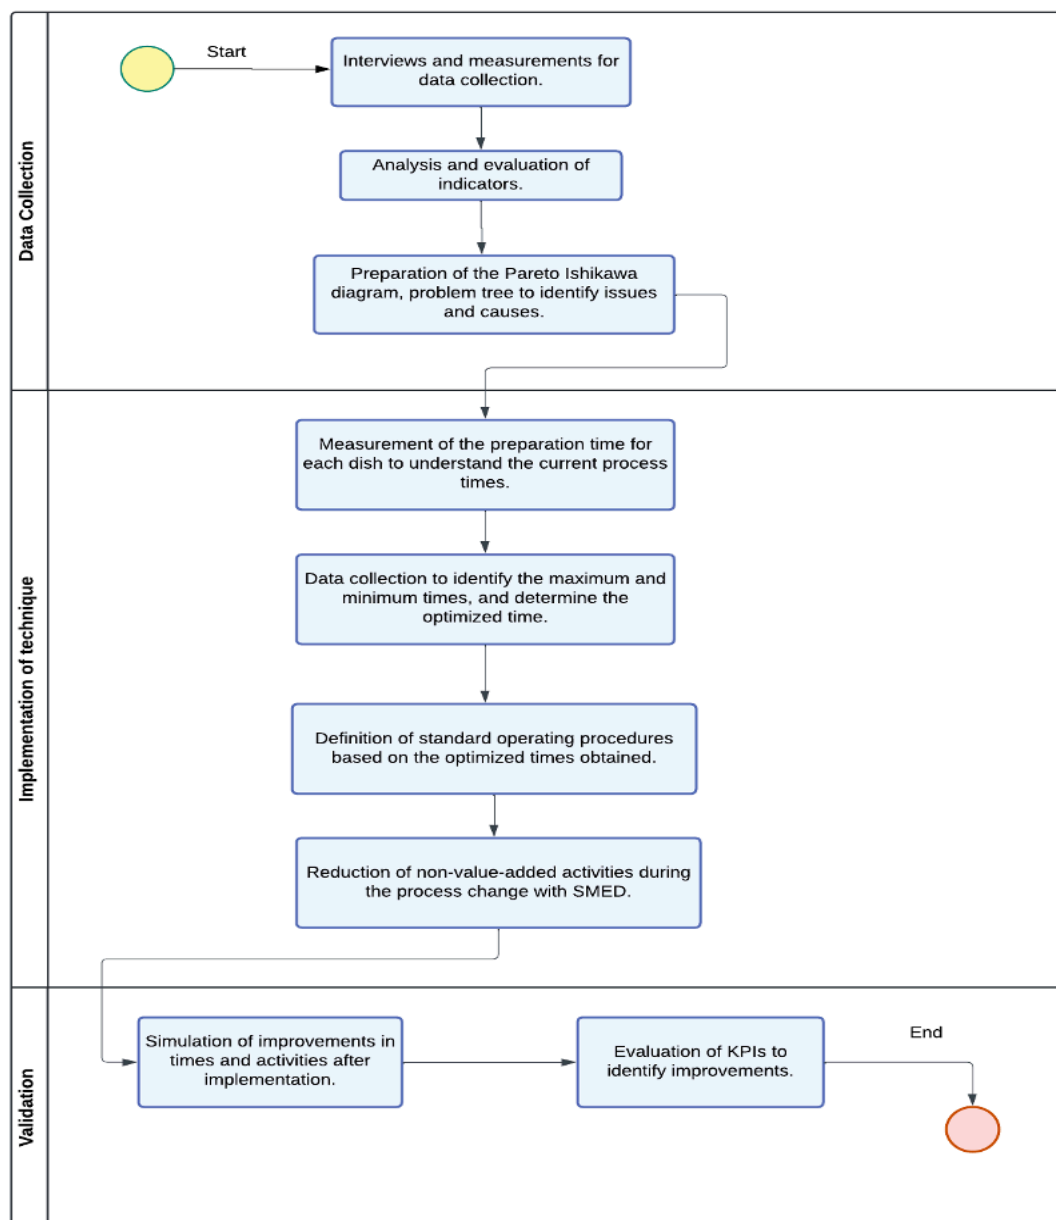 Data Collection
Start
Interviews and measurements for
data collection.
Analysis and evaluation of
indicators.
Preparation of the Pareto Ishikawa
diagram, problem tree to identify issues
and causes.
Implementation of technique
Measurement of the preparation time for
each dish to understand the current process
times.
Data collection to identify the maximum and
minimum times, and determine the
optimized time.
Definition of standard operating procedures
based on the optimized times obtained.
Reduction of non-value-added activities during
the process change with SMED.
Validation
Simulation of improvements in
times and activities after
implementation.
Evaluation of KPIs to
identify improvements.
End